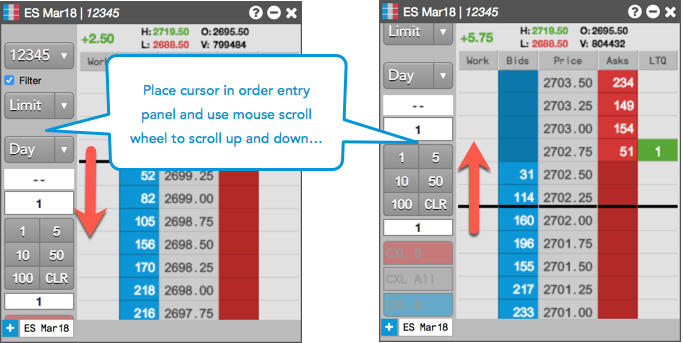 ES Mar18 | 12345
+2.50 H: 2719.50 O: 2695.50
L: 2688.50 V: 799484
12345
Filter
Limit
Day
- -
1
1 5
10 50
100 CLR
1
52 2699.25
82 2699.00
105 2698.75
156 2698.50
170 2698.25
218 2698.00
216 2697.75
+ ES Mar18
Place cursor in order entry
panel and use mouse scroll
wheel to scroll up and down...
ES Mar18 | 12345
+5.75 H: 2719.50 O: 2695.50
L: 2688.50 V: 804432
Limit
Day
- -
1
1 5
10 50
100 CLR
1
CXL All
Work Bids Price Asks LTQ
2703.50 234
2703.25 149
2703.00 154
2702.75 51 1
31 2702.50
114 2702.25
160 2702.00
196 2701.75
155 2701.50
217 2701.25
233 2701.00
+ ES Mar18